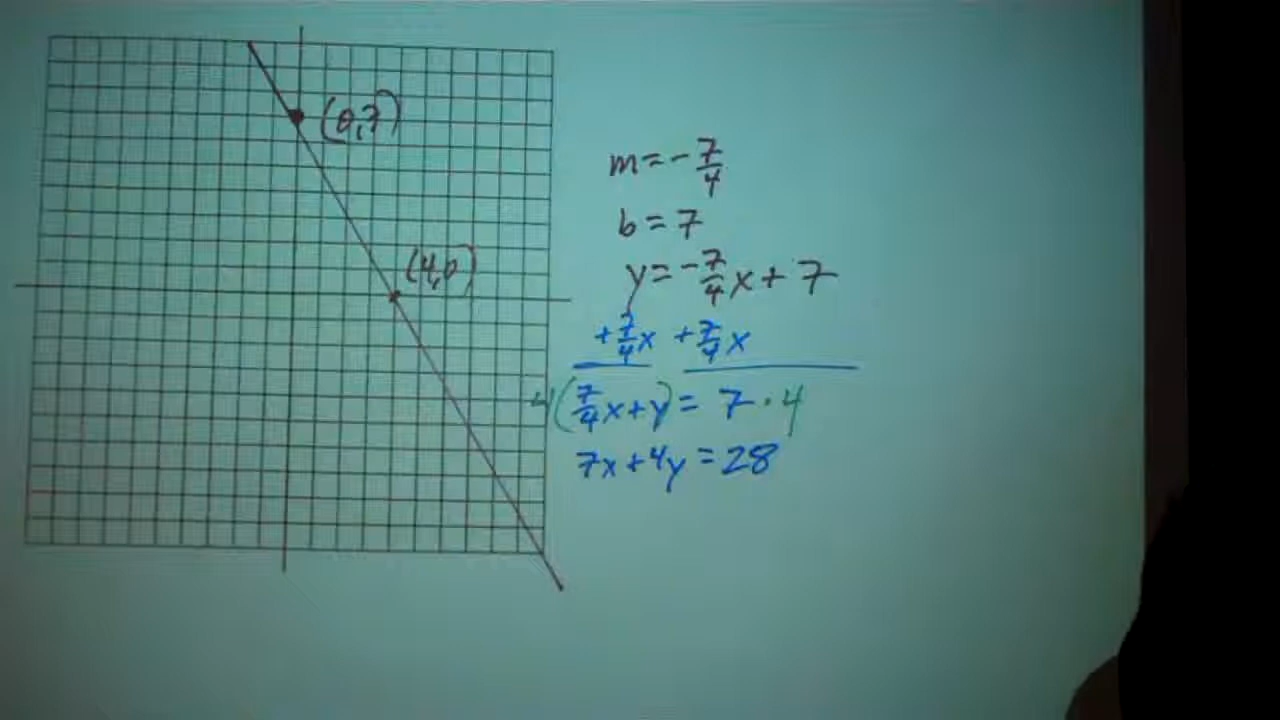 (0,7)
(4,0)
m = -7/4
b = 7
y = -7/4x + 7
+7/4x +7/4x
4(7/4x + y) = 7 · 4
7x + 4y = 28